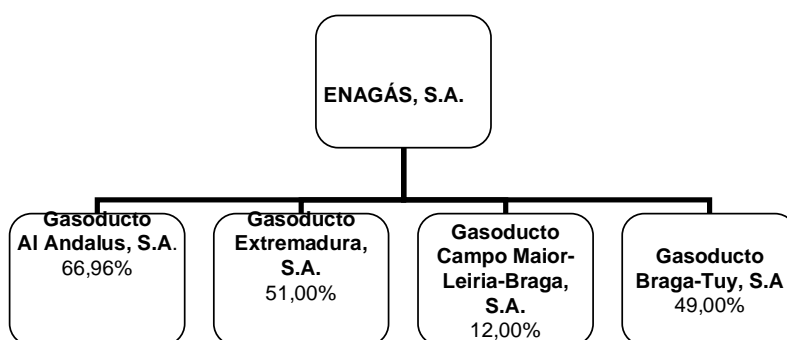 ENAGÁS, S.A.
Gasoducto
Al Andalus, S.A.
66,96%
Gasoducto
Extremadura,
S.A.
51,00%
Gasoducto
Campo Maior-
Leiria-Braga,
S.A.
12,00%
Gasoducto
Braga-Tuy, S.A
49,00%